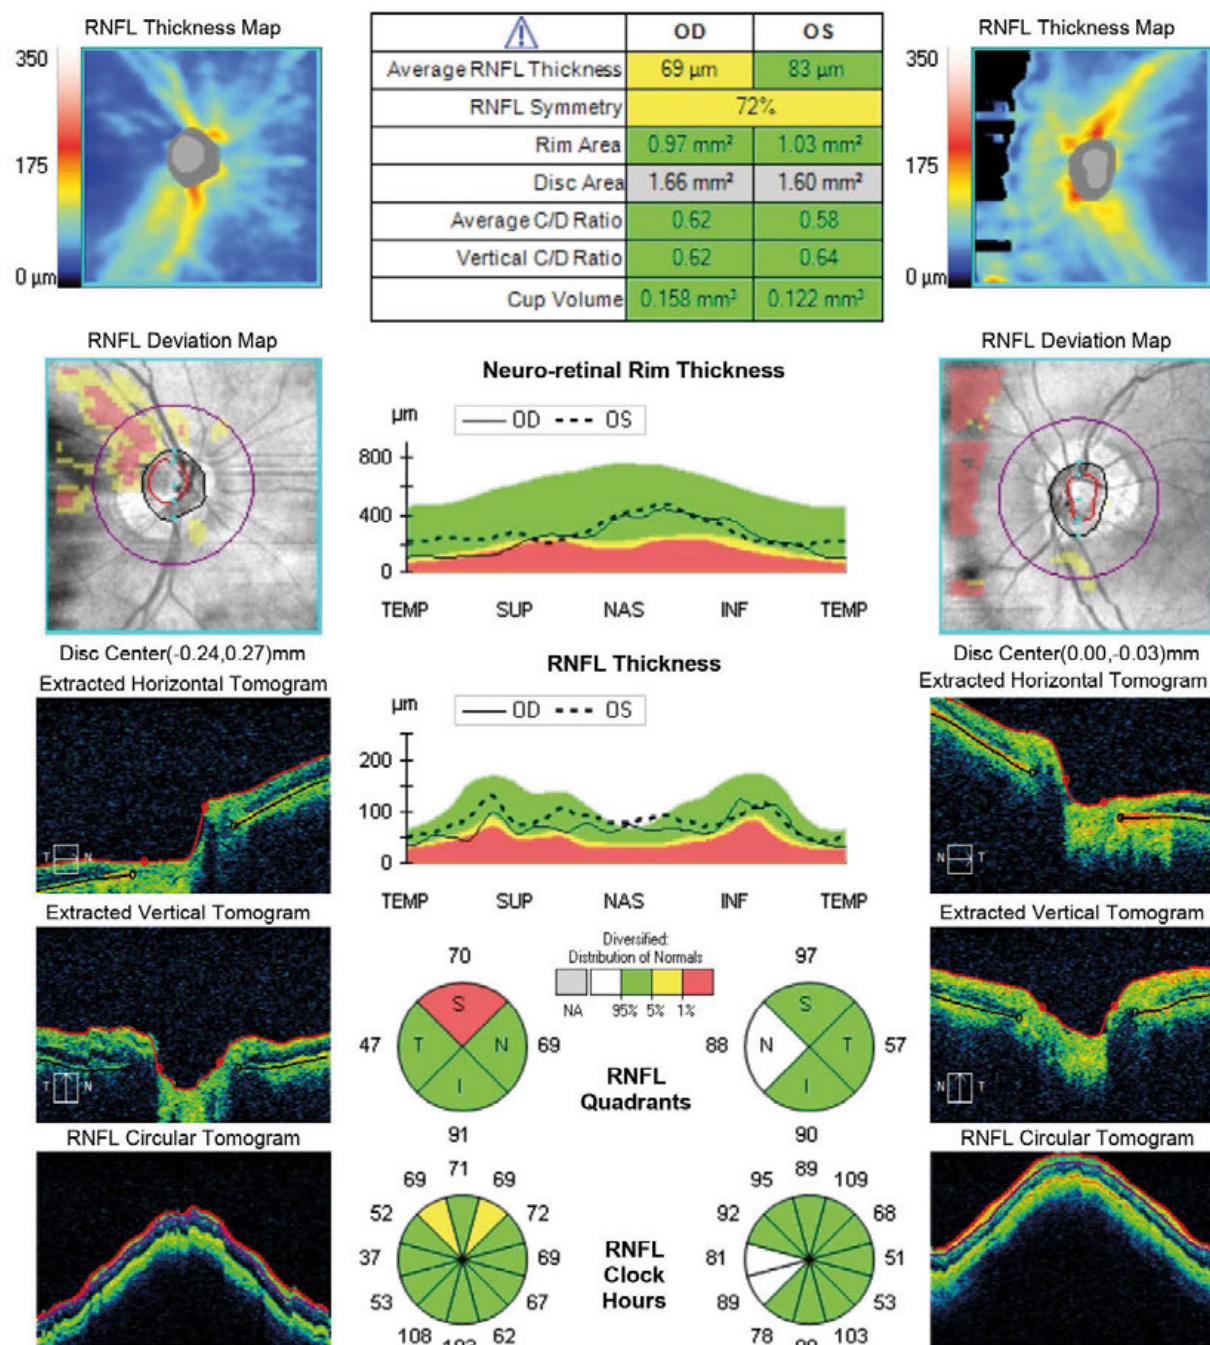 RNFL Thickness Map
350
175
0 μm
OD OS
Average RNFL Thickness 69 μm 83 μm
RNFL Symmetry 72%
Rim Area 0.97 mm² 1.03 mm²
Disc Area 1.66 mm² 1.60 mm²
Average C/D Ratio 0.62 0.58
Vertical C/D Ratio 0.62 0.64
Cup Volume 0.158 mm³ 0.122 mm³
RNFL Thickness Map
350
175
0 μm
RNFL Deviation Map
Disc Center(-0.24,0.27)mm
Neuro-retinal Rim Thickness
μm
OD OS
800
400
0
TEMP SUP NAS INF TEMP
RNFL Deviation Map
Disc Center(0.00,-0.03)mm
Extracted Horizontal Tomogram
T N
RNFL Thickness
μm
OD OS
200
100
0
TEMP SUP NAS INF TEMP
Extracted Horizontal Tomogram
N T
Extracted Vertical Tomogram
T N
70
S
47 T N 69
I
91
Diversified:
Distribution of Normals
NA 95% 5% 1%
RNFL
Quadrants
97
S
88 N T 57
I
90
Extracted Vertical Tomogram
N T
RNFL Circular Tomogram
71
69 69
52 72
37 69
53 67
108 62
RNFL
Clock
Hours
89
95 109
92 68
81 51
89 53
78 103
RNFL Circular Tomogram